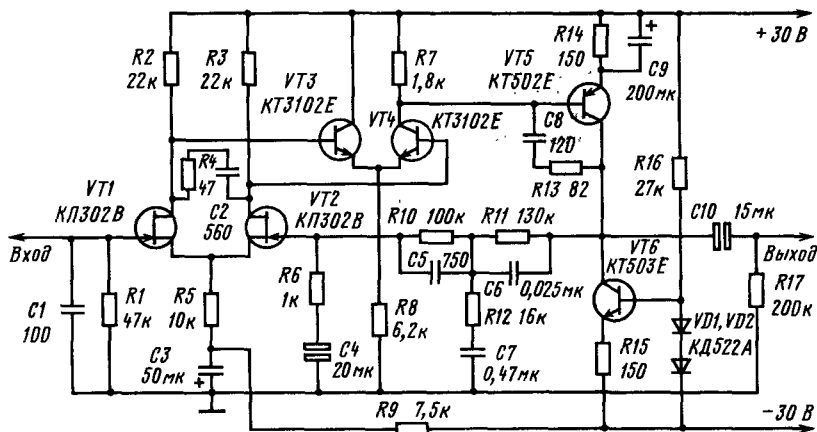 R2
22к
R3
22к
VT3
КТ3102Е
R7
1,8к
VT4
КТ3102Е
VT5
КТ502Е
R14
150
+
C9
200мк
+30 В
C8
120
R13 82
R16
27к
C10 15мк
R4
47
C2
560
VT1
КП302В
VT2
КП302В
R10 100к
R11 130к
C5 750
C6
0,025мк
VT6
КТ503Е
Вход
Выход
C1
100
R1
47к
R5
10к
R6
1к
R8
6,2к
R12 16к
C7
0,47мк
C3
50мк
+
C4
20мк
R15
150
VD1, VD2
КД522А
R17
200к
R9 7,5к
−30 В